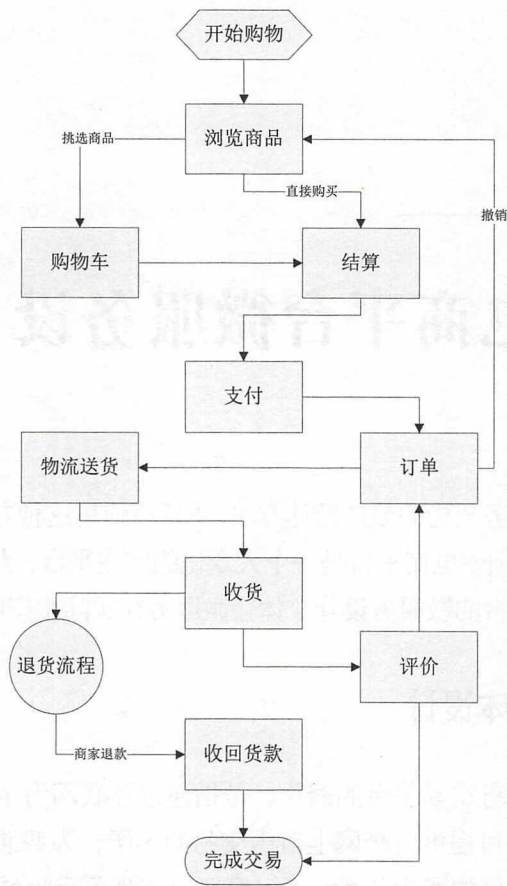 开始购物
浏览商品
挑选商品
直接购买
撤销
购物车
结算
支付
物流送货
订单
收货
退货流程
评价
商家退款
收回货款
完成交易